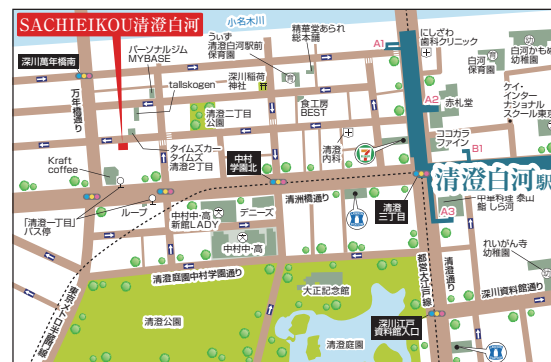 SACHIEIKOU清澄白河
小名木川
深川萬年橋南
万年橋通り
パーソナルジム
MYBASE
tallskogen
うぃず
清澄白河駅前
保育園
精華堂あられ
総本舗
深川稲荷
神社
食工房
BEST
清澄二丁目
公園
タイムズカー
タイムズ
清澄2丁目
清澄
内科
A1
にしざわ
歯科クリニック
白河
保育園
白河かもめ
幼稚園
A2
赤札堂
ケイ・
インター
ナショナル
スクール東京
ココカラ
ファイン
B1
清澄白河駅
Kraft
coffee
中村
学園北
清洲橋通り
清澄
三丁目
中華料理 泰山
鮨 しら河
A3
「清澄一丁目」
バス停
ループ
中村中・高
新館LADY
デニーズ
中村中・高
れいがん寺
幼稚園
清澄庭園中村学園通り
東京メトロ半蔵門線
清澄公園
大正記念館
清澄庭園
都営大江戸線
清澄通り
深川資料館通り
深川江戸
資料館入口